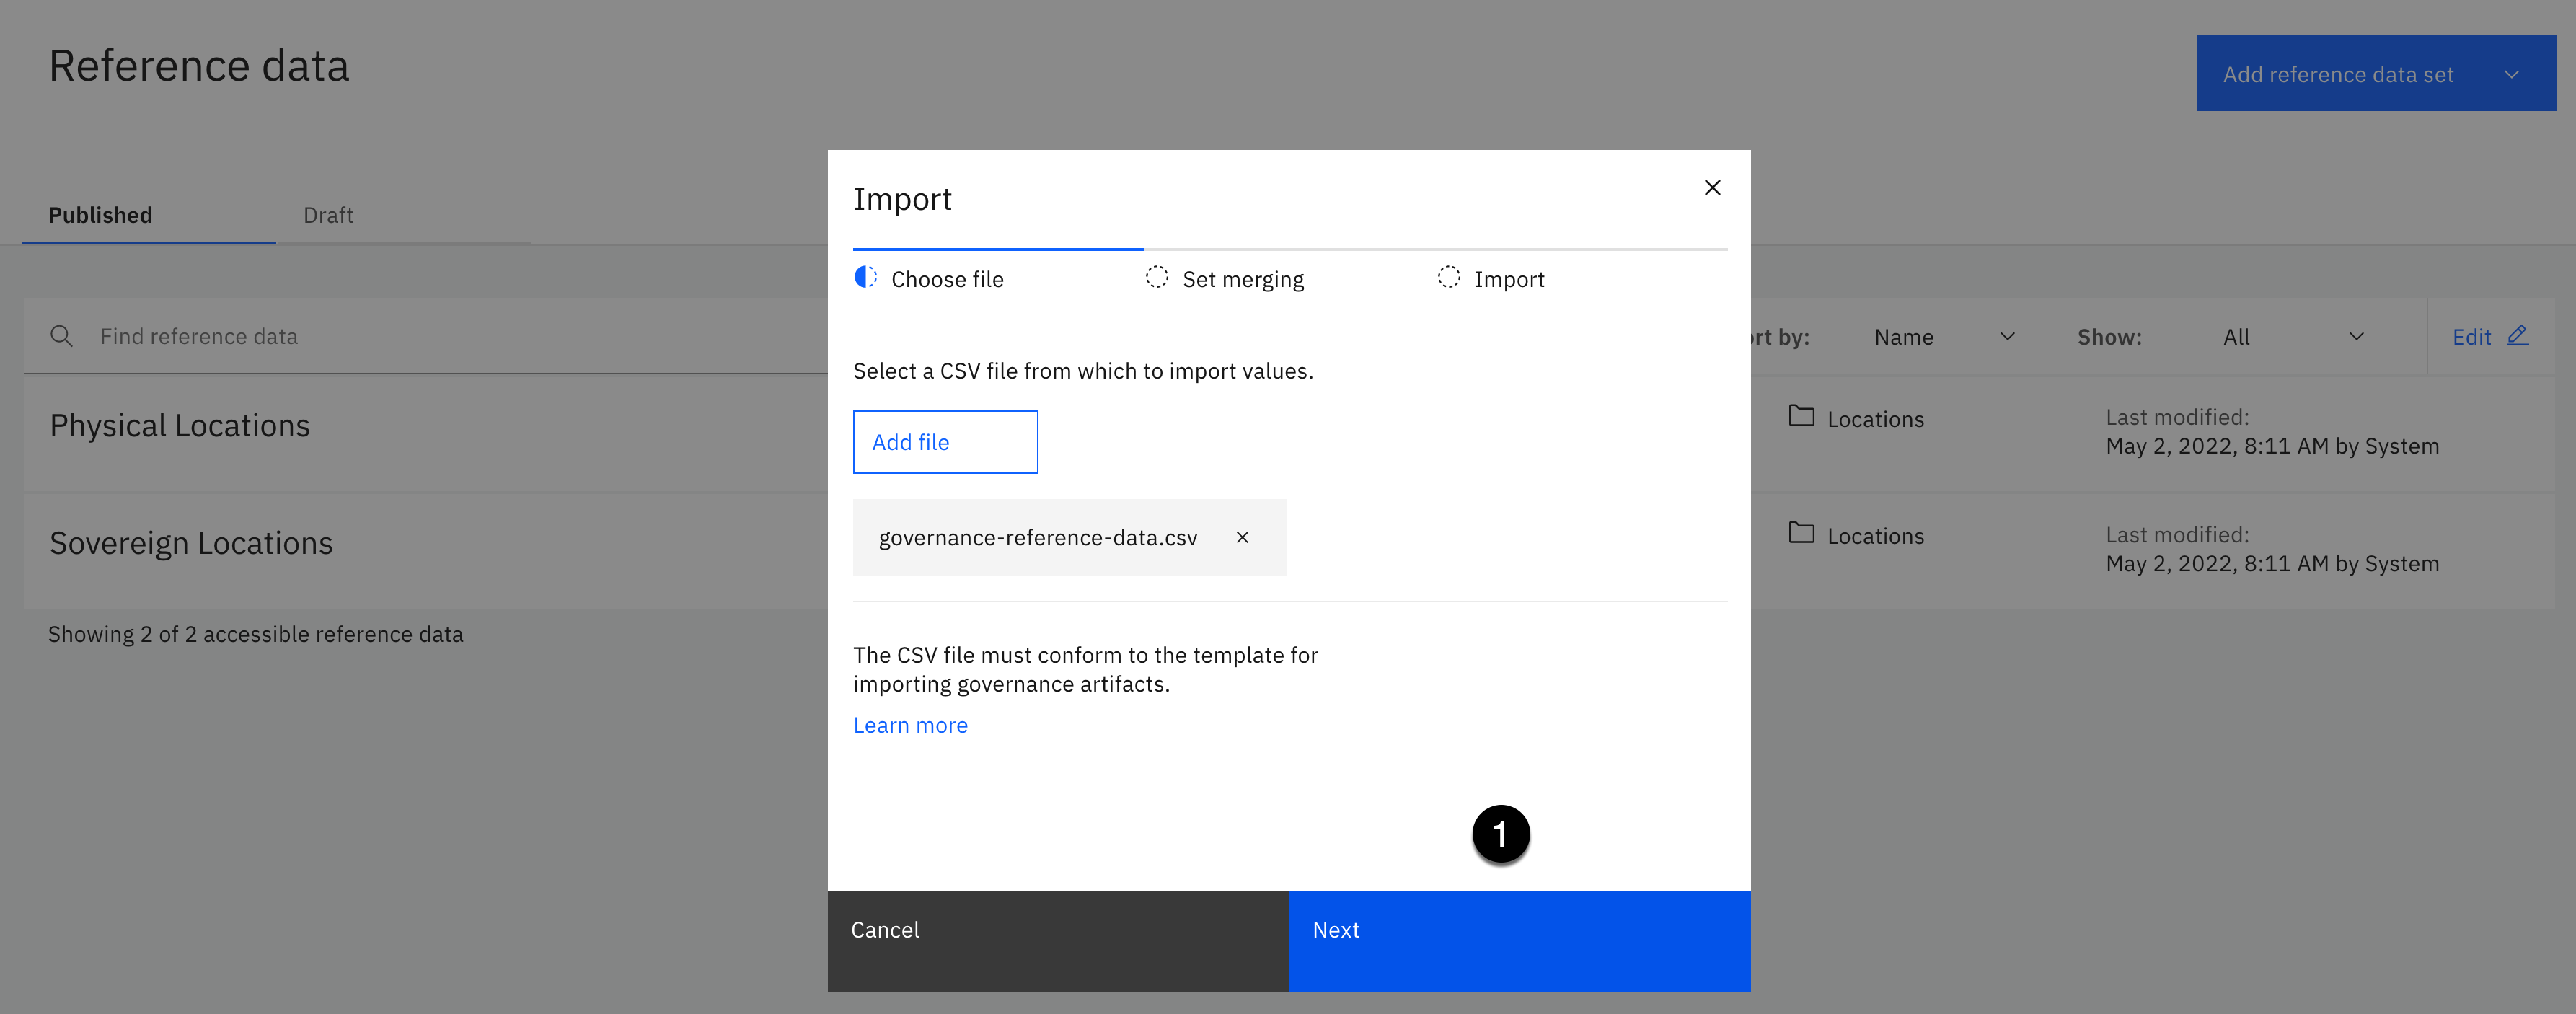 Reference data
Add reference data set
Published
Draft
Import
Choose file
Set merging
Import
Find reference data
rt by:
Name
Show:
All
Edit
Select a CSV file from which to import values.
Add file
governance-reference-data.csv
Physical Locations
Locations
Last modified:
May 2, 2022, 8:11 AM by System
Sovereign Locations
Locations
Last modified:
May 2, 2022, 8:11 AM by System
Showing 2 of 2 accessible reference data
The CSV file must conform to the template for
importing governance artifacts.
Learn more
1
Cancel
Next